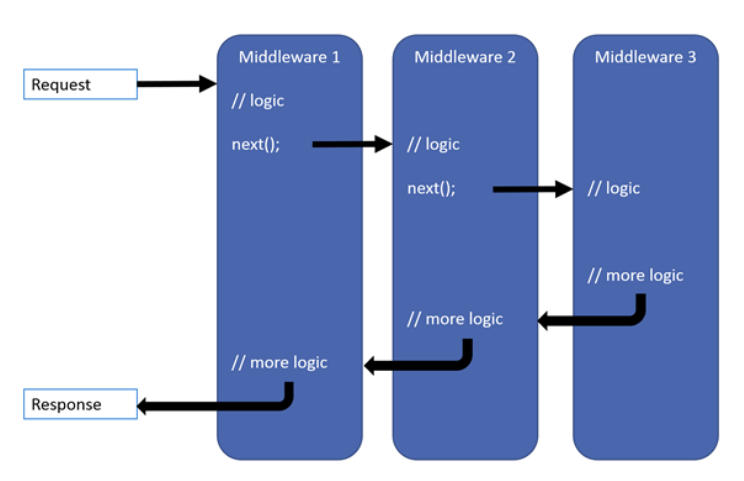 Middleware 1
Middleware 2
Middleware 3
Request
// logic
next();
// logic
next();
// logic
// more logic
// more logic
// more logic
Response